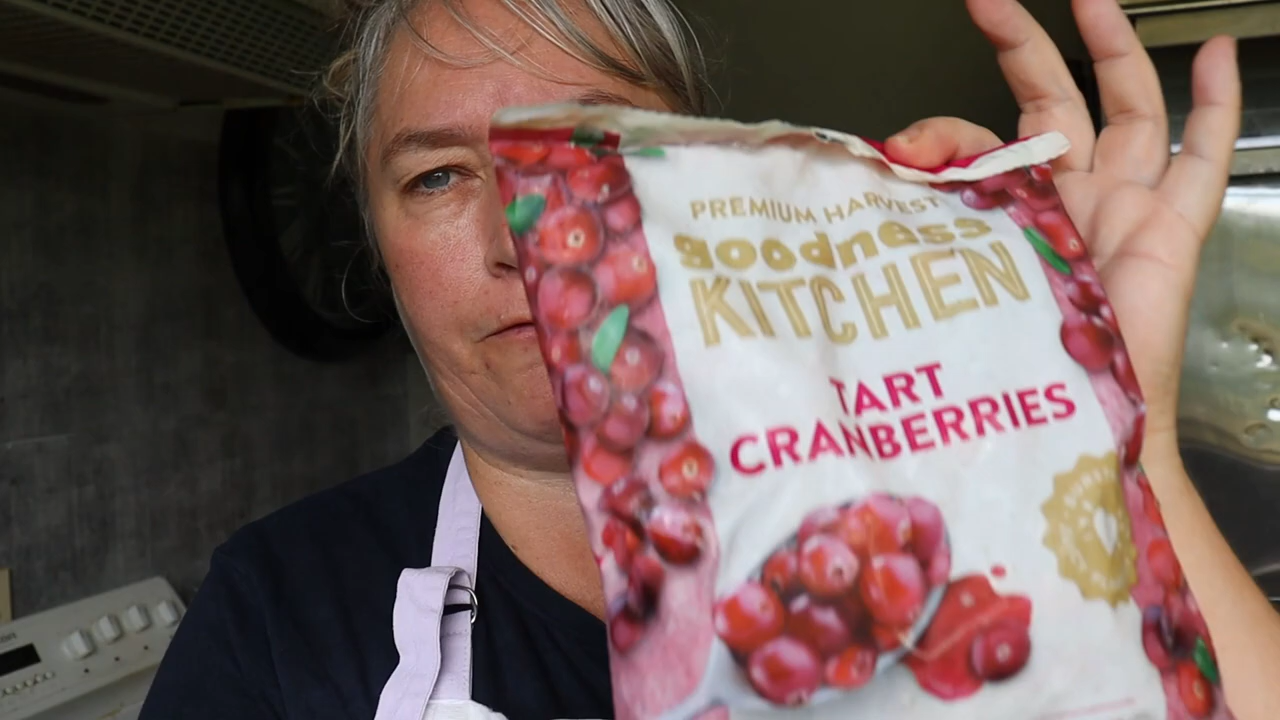 PREMIUM HARVEST
goodness
KITCHEN
TART
CRANBERRIES